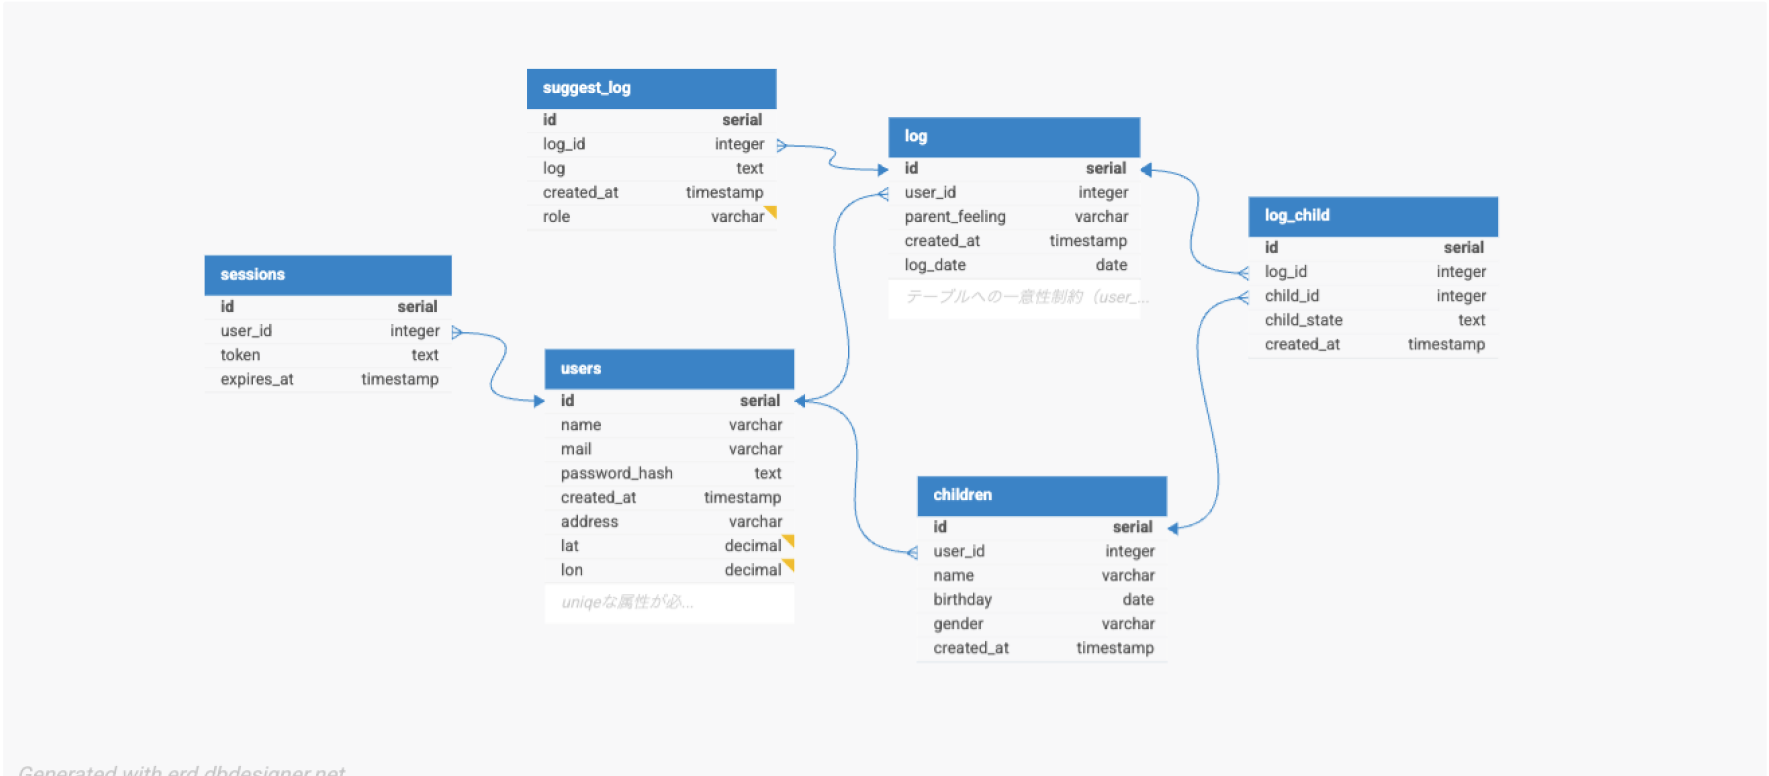 suggest_log
id serial
log_id integer
log text
created_at timestamp
role varchar
log
id serial
user_id integer
parent_feeling varchar
created_at timestamp
log_date date
テーブルへの一意性制約（user_...
log_child
id serial
log_id integer
child_id integer
child_state text
created_at timestamp
sessions
id serial
user_id integer
token text
expires_at timestamp
users
id serial
name varchar
mail varchar
password_hash text
created_at timestamp
address varchar
lat decimal
lon decimal
uniqeな属性が必...
children
id serial
user_id integer
name varchar
birthday date
gender varchar
created_at timestamp
Generated with erd.dbdesigner.net